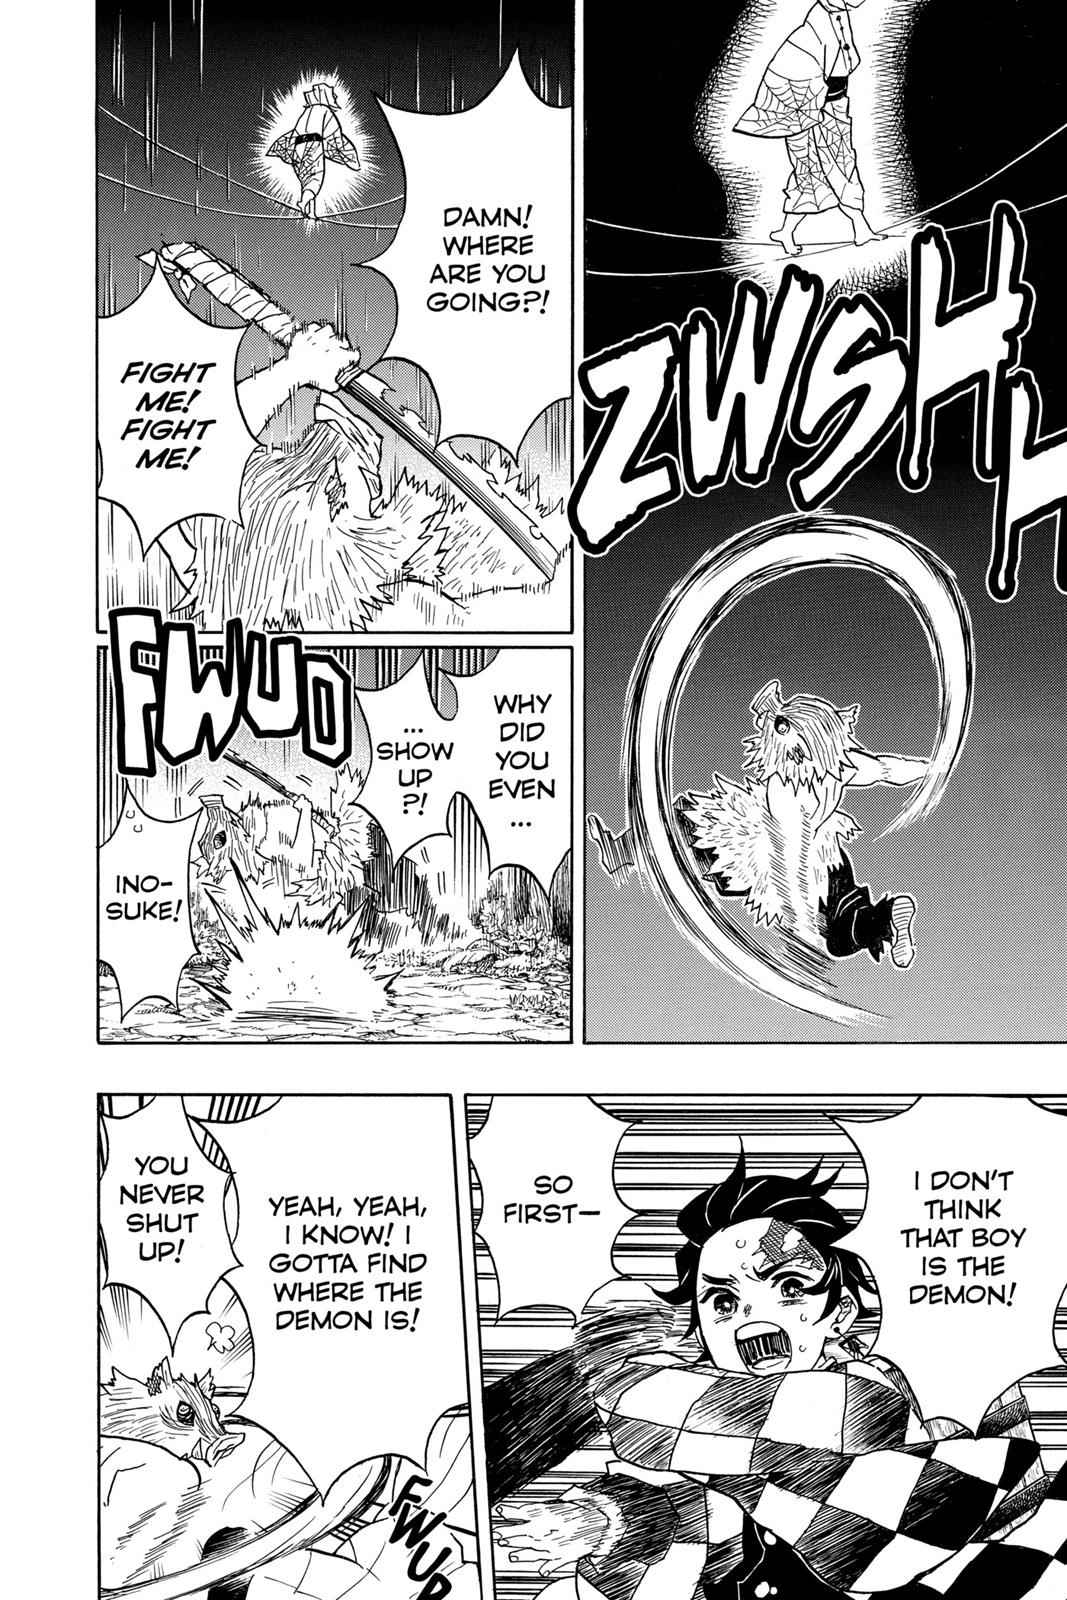 ZWSH
H
DAMN!
WHERE
ARE YOU
GOING?!
FIGHT
ME!
FIGHT
ME!
WHY
DID
YOU
EVEN
...
...
SHOW
UP
?!
FWUD
INO-
SUKE!
I DON'T
THINK
THAT BOY
IS THE
DEMON!
SO
FIRST—
YEAH, YEAH,
I KNOW! I
GOTTA FIND
WHERE THE
DEMON IS!
YOU
NEVER
SHUT
UP!
FWUD